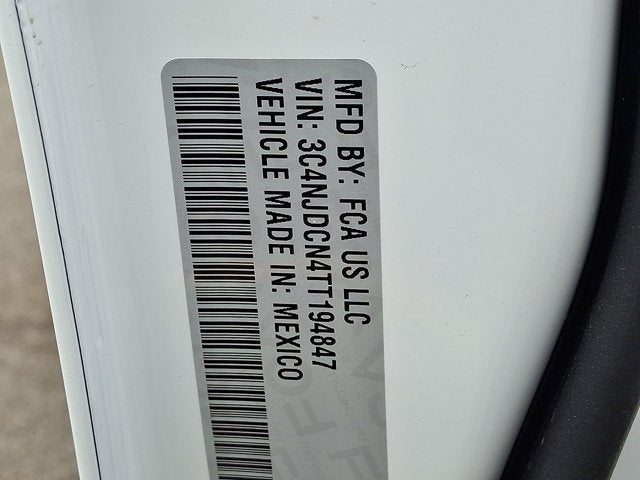 MFD BY: FCA US LLC
VIN: 3C4NJDCN4TT194847
VEHICLE MADE IN: MEXICO